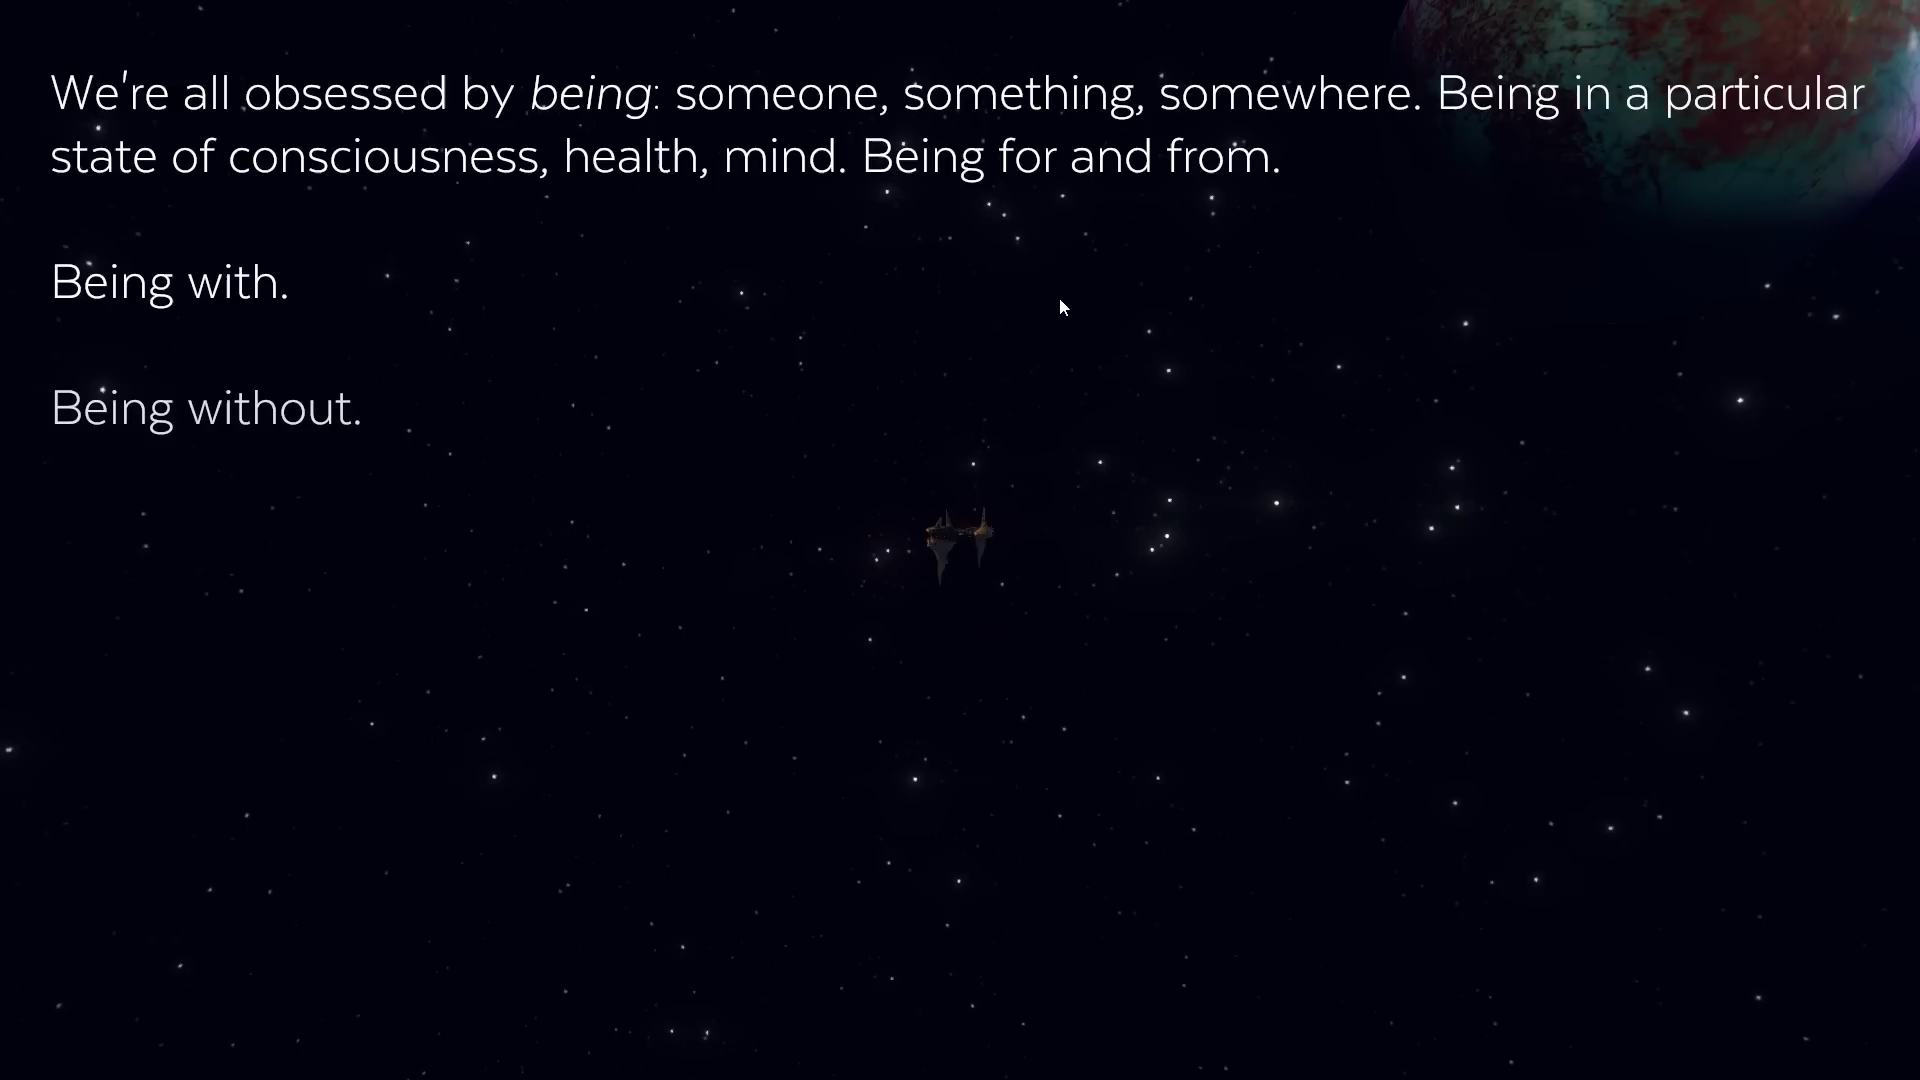 We're all obsessed by being: someone, something, somewhere. Being in a particular
state of consciousness, health, mind. Being for and from.
Being with.
Being without.